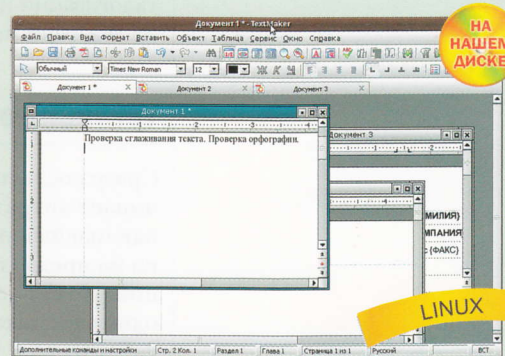 Документ 1 * - TextMaker
Файл Правка Вид Формат Вставить Объект Таблица Сервис Окно Справка
НА
НАШЕМ
ДИСКЕ
Обычный Times New Roman 12 Ж К Ч
Документ 1 * Документ 2 Документ 3
Документ 1 *
Документ 3
Проверка сглаживания текста. Проверка орфографии.
МИЛИЯ}
МПАНИЯ
с {ФАКС}
LINUX
Дополнительные команды и настройки Стр. 2 Кол. 1 Раздел 1 Глава 1 Страница 1 из 1 Русский ВСТ